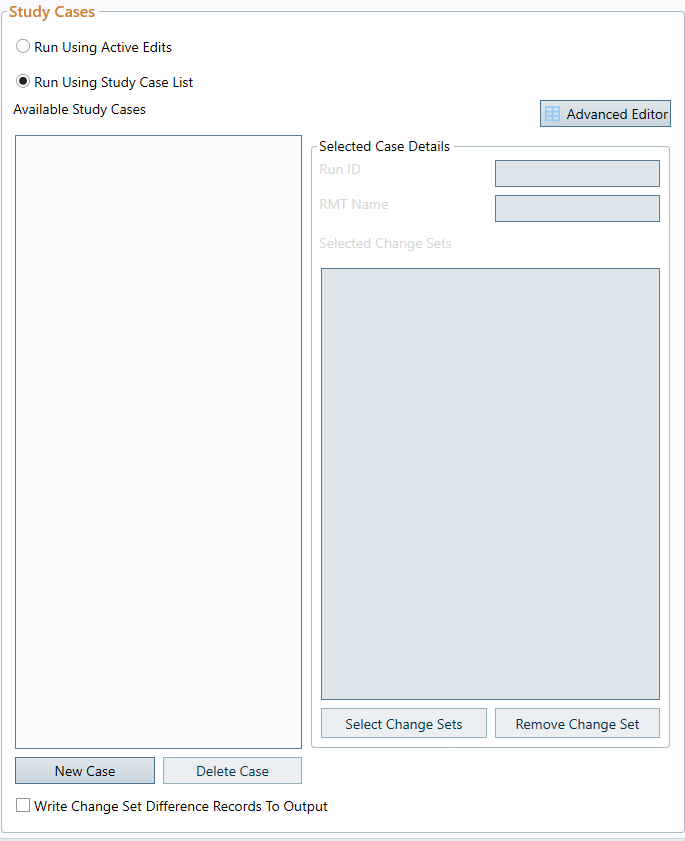 Study Cases
Run Using Active Edits
Run Using Study Case List
Available Study Cases
Advanced Editor
Selected Case Details
Run ID
RMT Name
Selected Change Sets
Select Change Sets
Remove Change Set
New Case
Delete Case
Write Change Set Difference Records To Output